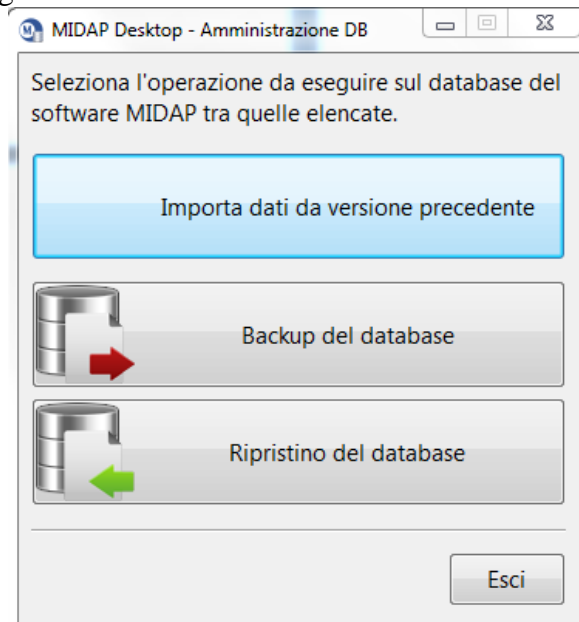 MIDAP Desktop - Amministrazione DB
Seleziona l'operazione da eseguire sul database del
software MIDAP tra quelle elencate.
Importa dati da versione precedente
Backup del database
Ripristino del database
Esci